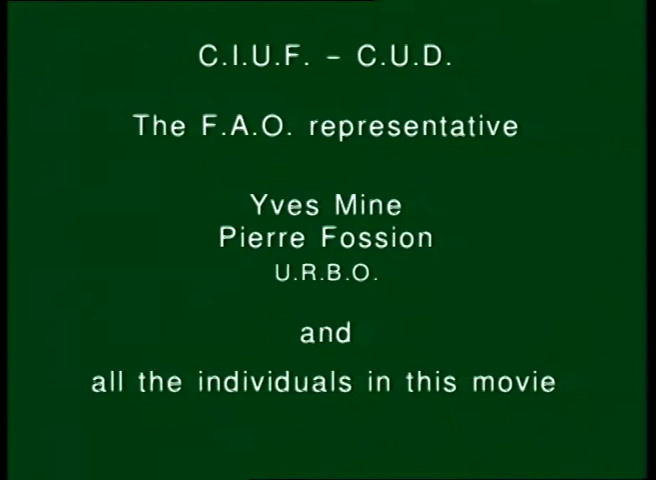 C.I.U.F. – C.U.D.
The F.A.O. representative
Yves Mine
Pierre Fossion
U.R.B.O.
and
all the individuals in this movie